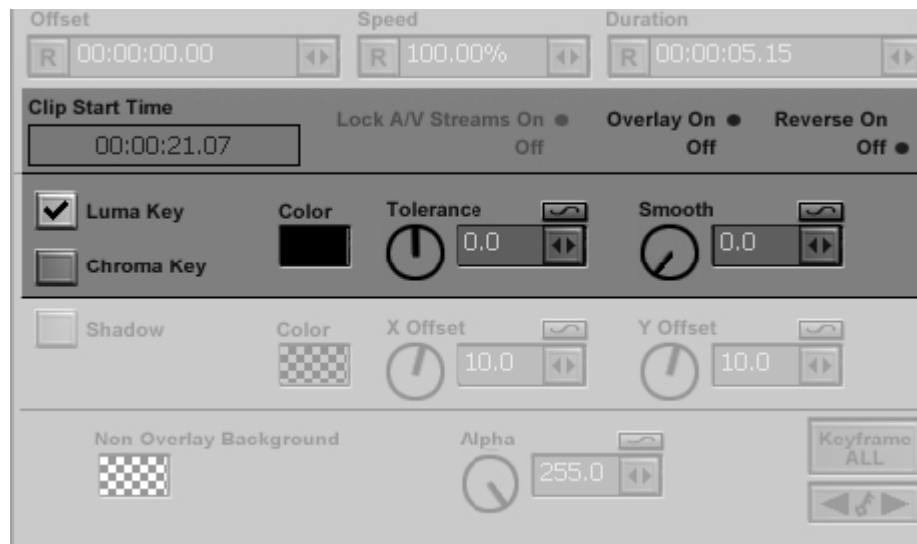 Offset Speed Duration
R 00:00:00.00 R 100.00% R 00:00:05.15
Clip Start Time Lock A/V Streams On Overlay On Reverse On
00:00:21.07 Off Off Off
Luma Key Color Tolerance Smooth
0.0 0.0
Chroma Key
Shadow Color X Offset Y Offset
10.0 10.0
Non Overlay Background Alpha Keyframe
255.0 ALL